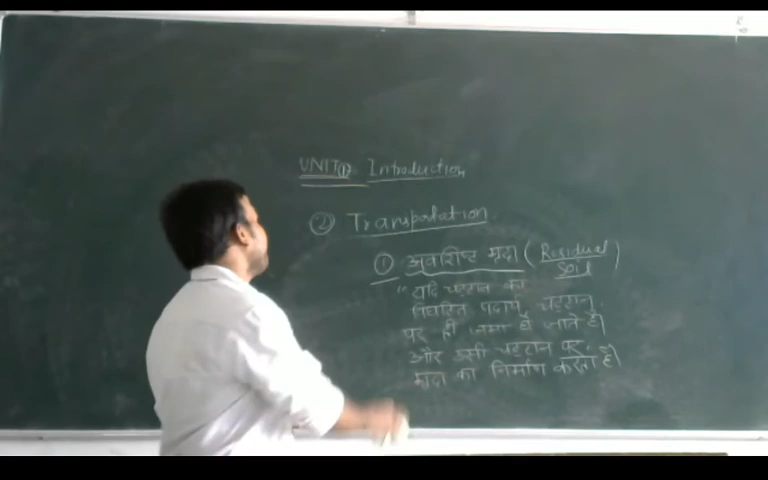 UNIT① Introduction
② Transportation
① अवशिष्ट मृदा (Residual Soil)
"यदि चट्टान का
विघटित पदार्थ, चट्टान
पर ही जमा हो जाते है।
और उसी चट्टान पर,
मृदा का निर्माण करता है।